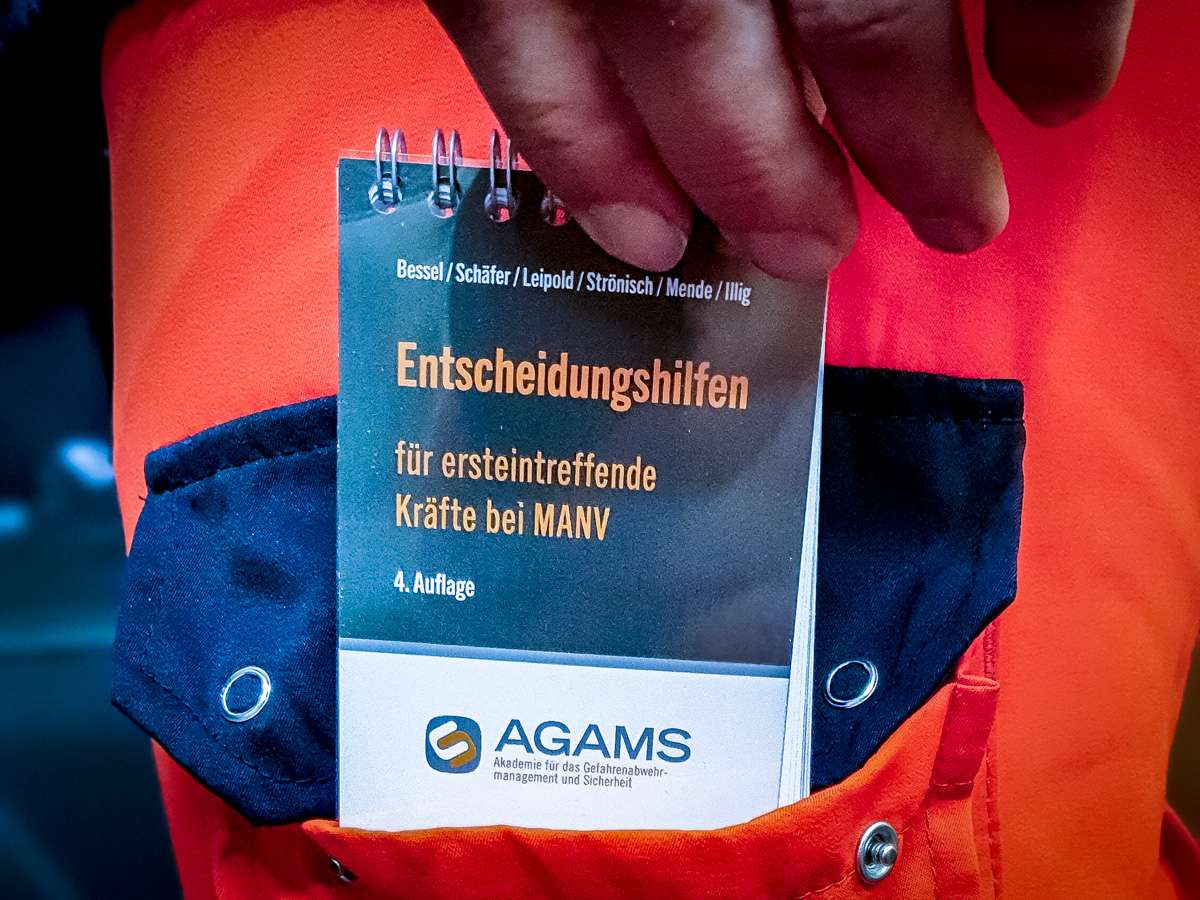 Bessel / Schäfer / Leipold / Strönisch / Mende / Illig
Entscheidungshilfen
für ersteintreffende
Kräfte bei MANV
4. Auflage
AGAMS
Akademie für das Gefahrenabwehr-
management und Sicherheit